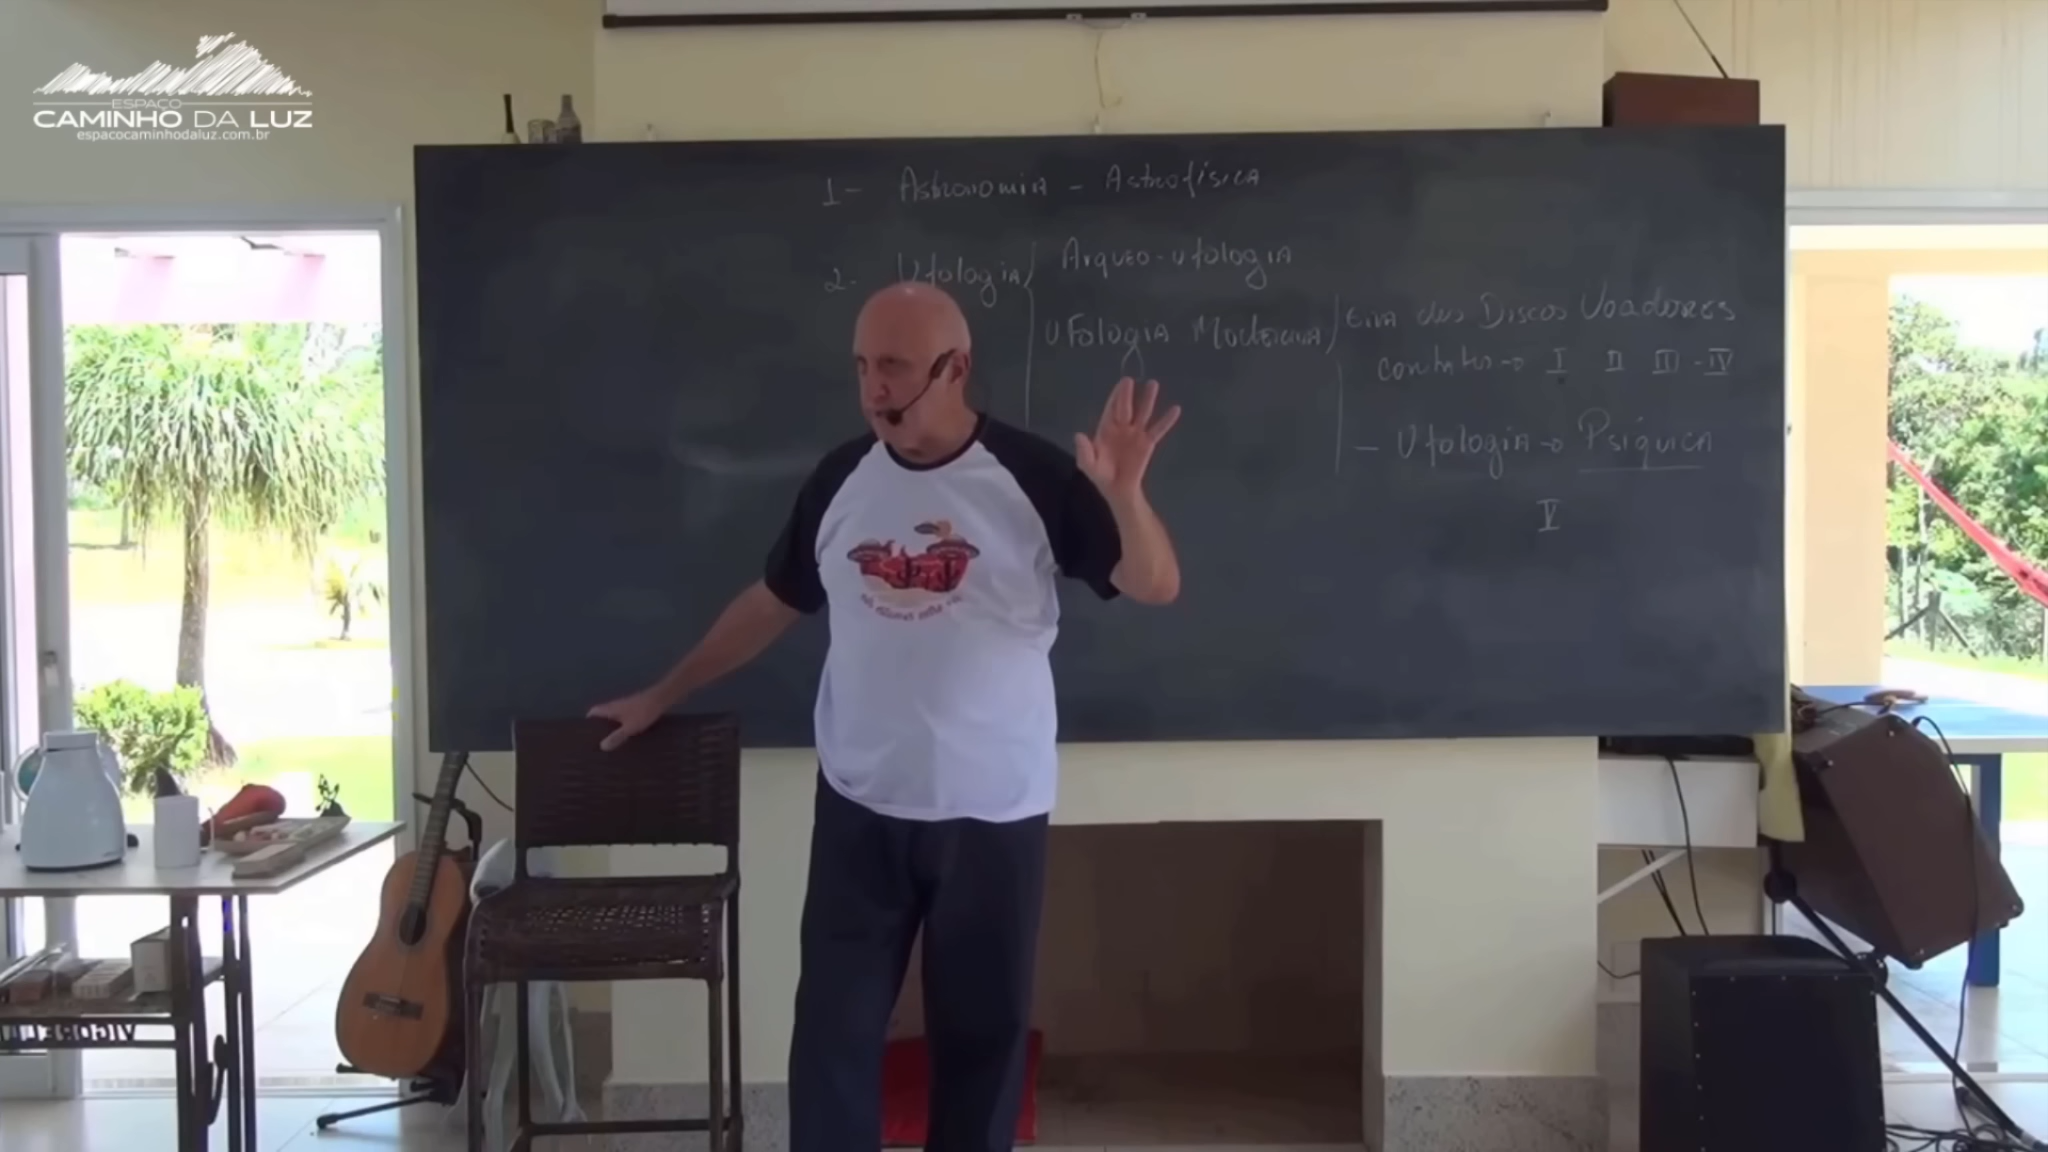 ESPAÇO
CAMINHO DA LUZ
espacocaminhodaluz.com.br
1- Astronomia - Astrofísica
2- Ufologia
Arqueo-ufologia
Ufologia Moderna
Era dos Discos Voadores
contatos → I II III - IV
- Ufologia → Psíquica
V